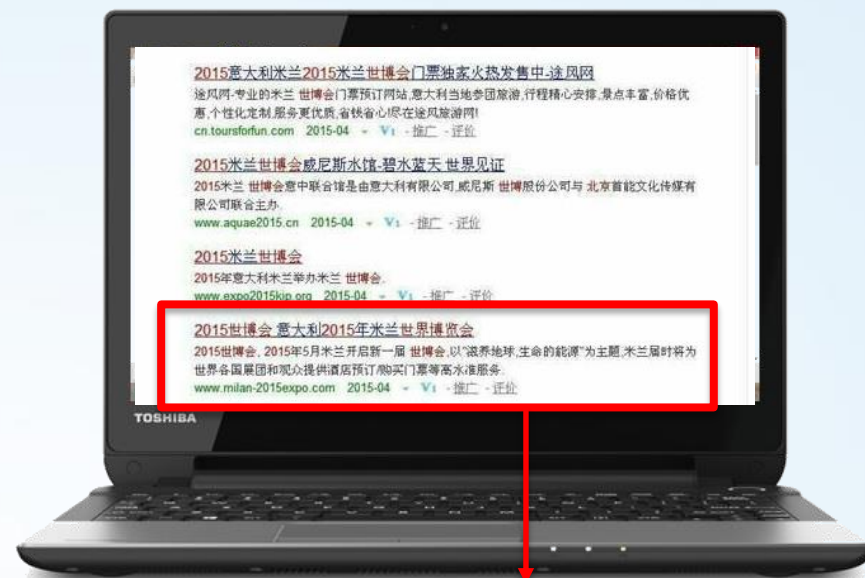 2015意大利米兰2015米兰世博会门票独家火热发售中-途风网
途风网-专业的米兰 世博会门票预订网站,意大利当地参团旅游,行程精心安排,景点丰富,价格优
惠,个性化定制,服务更优质,省钱省心!尽在途风旅游网!
cn.toursforfun.com 2015-04 V1 -推广 -评价
2015米兰世博会威尼斯水馆-碧水蓝天 世界见证
2015米兰 世博会意中联合馆是由意大利有限公司,威尼斯 世博股份公司与 北京首能文化传媒有
限公司联合主办.
www.aquae2015.cn 2015-04 V1 -推广 -评价
2015米兰世博会
2015年意大利米兰举办米兰 世博会.
www.expo2015kip.org 2015-04 V1 -推广 -评价
2015世博会 意大利2015年米兰世界博览会
2015世博会, 2015年5月米兰开启新一届 世博会,以"滋养地球,生命的能源"为主题,米兰届时将为
世界各国展团和观众提供酒店预订/购买门票等高水准服务.
www.milan-2015expo.com 2015-04 V1 -推广 -评价
TOSHIBA